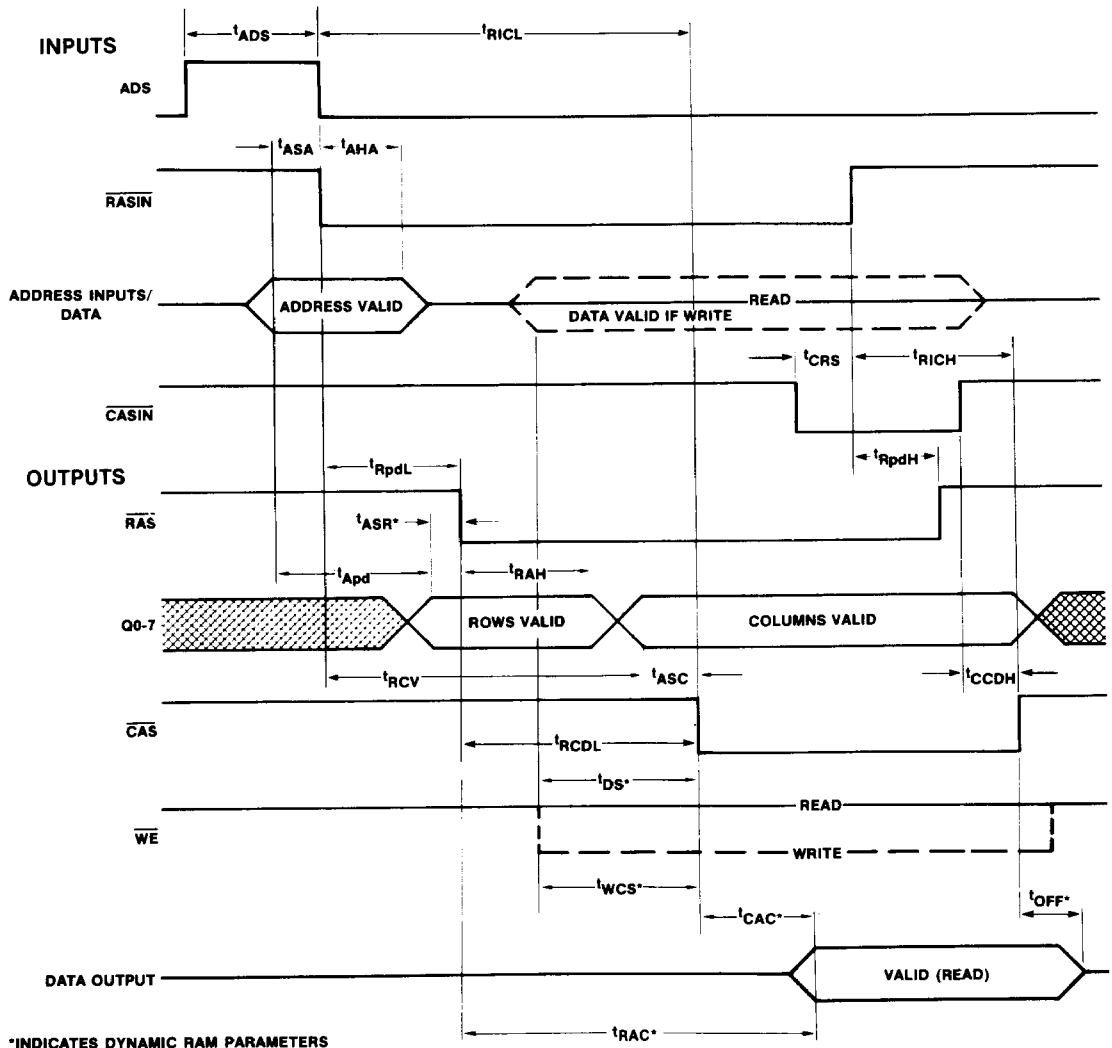 INPUTS
tADS
tRICL
ADS
tASA
tAHA
RASIN
ADDRESS INPUTS/
DATA
ADDRESS VALID
READ
DATA VALID IF WRITE
tCRS
tRICH
CASIN
OUTPUTS
tRpdL
tRpdH
RAS
tASR*
tApd
tRAH
Q0-7
ROWS VALID
COLUMNS VALID
tRCV
tASC
tCCDH
CAS
tRCDL
tDS*
READ
WE
WRITE
tWCS*
tCAC*
tOFF*
DATA OUTPUT
VALID (READ)
tRAC*
*INDICATES DYNAMIC RAM PARAMETERS